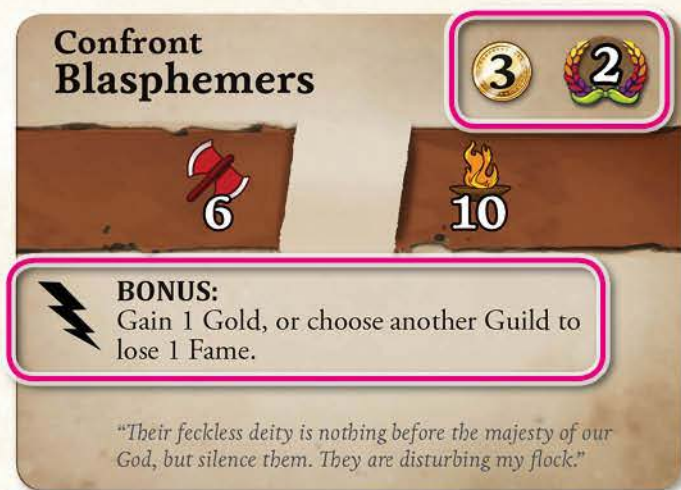 Confront
Blasphemers
3 2
6 10
BONUS:
Gain 1 Gold, or choose another Guild to
lose 1 Fame.
“Their feckless deity is nothing before the majesty of our
God, but silence them. They are disturbing my flock.”